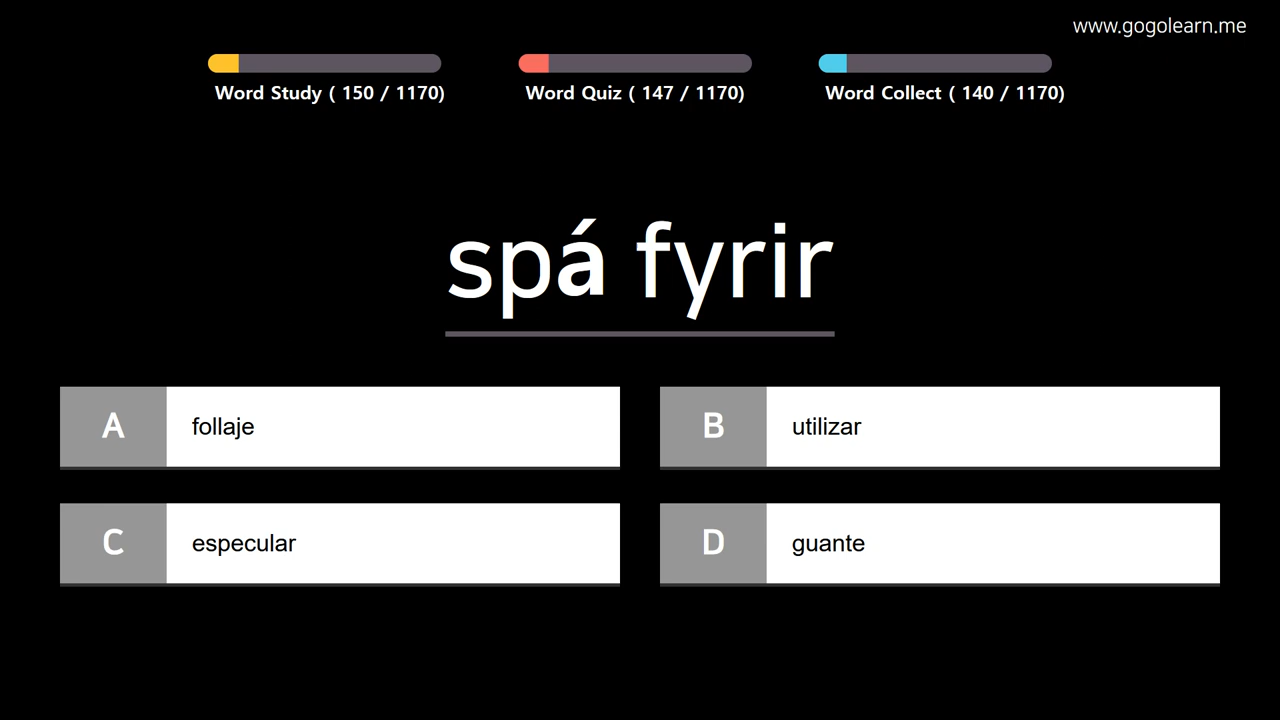 www.gogolearn.me
Word Study ( 150 / 1170)
Word Quiz ( 147 / 1170)
Word Collect ( 140 / 1170)
spá fyrir
A follaje
B utilizar
C especular
D guante